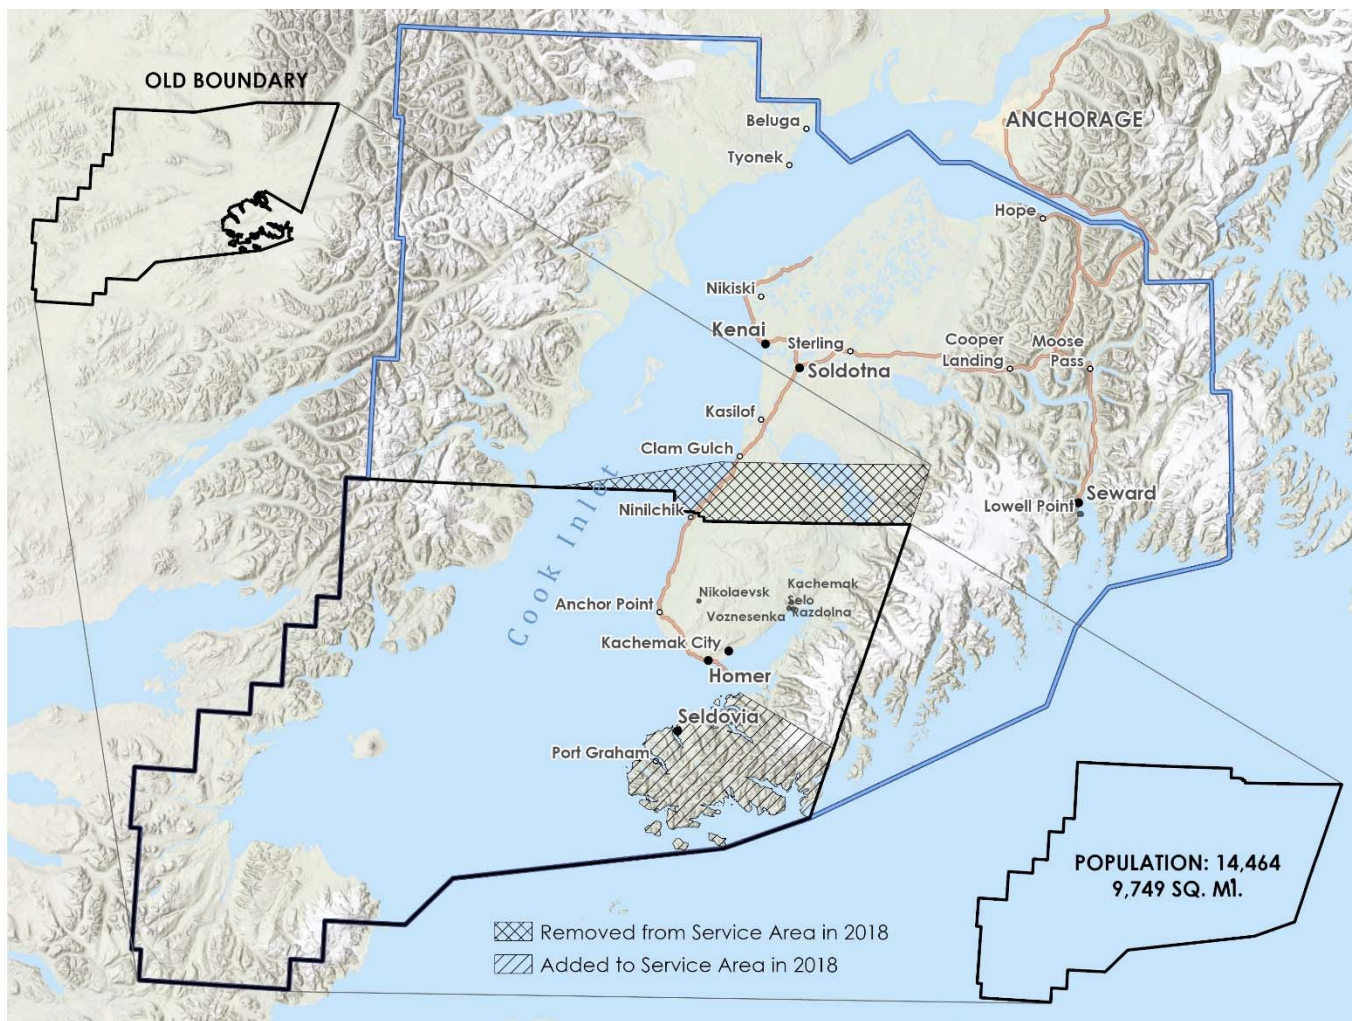 OLD BOUNDARY
Beluga
ANCHORAGE
Tyonek
Hope
Nikiski
Kenai
Sterling
Cooper
Landing
Moose
Pass
Soldotna
Kasilof
Clam Gulch
Cook Inlet
Ninilchik
Lowell Point
Seward
Nikolaevsk
Kachemak
Selo
Anchor Point
Voznesenka
Razdolna
Kachemak City
Homer
Seldovia
Port Graham
POPULATION: 14,464
9,749 SQ. MI.
Removed from Service Area in 2018
Added to Service Area in 2018